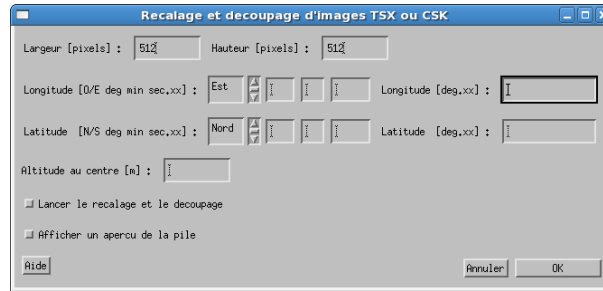 Recalage et decoupage d'images TSX ou CSK
Largeur [pixels] : 512 Hauteur [pixels] : 512
Longitude [O/E deg min sec.xx] : Est Longitude [deg.xx] :
Latitude [N/S deg min sec.xx] : Nord Latitude [deg.xx] :
Altitude au centre [m] :
Lancer le recalage et le decoupage
Afficher un apercu de la pile
Aide Annuler OK